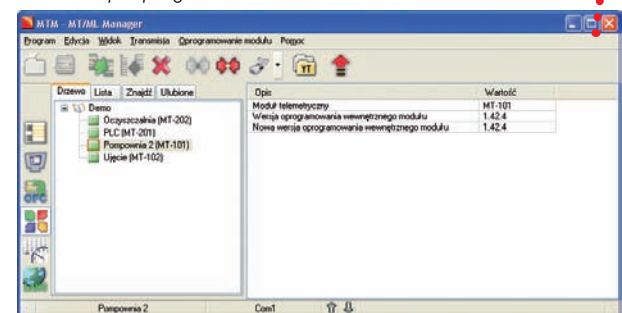 MTM - MT/ML Manager
Program Edycja Widok Transmisja Oprogramowanie modułu Pomoc
YT
Drzewo Lista Znajdź Ulubione
Opis Wartość
Demo
Oczyszczalnia (MT-202)
PLC (MT-201)
Pompownia 2 (MT-101)
Ujęcie (MT-102)
Moduł telemetryczny MT-101
Wersja oprogramowania wewnętrznego modułu 1.42.4
Nowa wersja oprogramowania wewnętrznego modułu 1.42.4
OPC
Pompownia 2 Com1